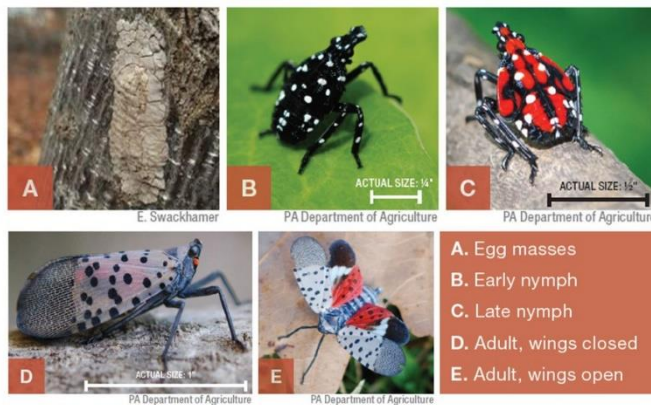 A
E. Swackhamer
B
ACTUAL SIZE: ¼"
PA Department of Agriculture
C
ACTUAL SIZE: ½"
PA Department of Agriculture
D
ACTUAL SIZE: 1"
PA Department of Agriculture
E
PA Department of Agriculture
A. Egg masses
B. Early nymph
C. Late nymph
D. Adult, wings closed
E. Adult, wings open